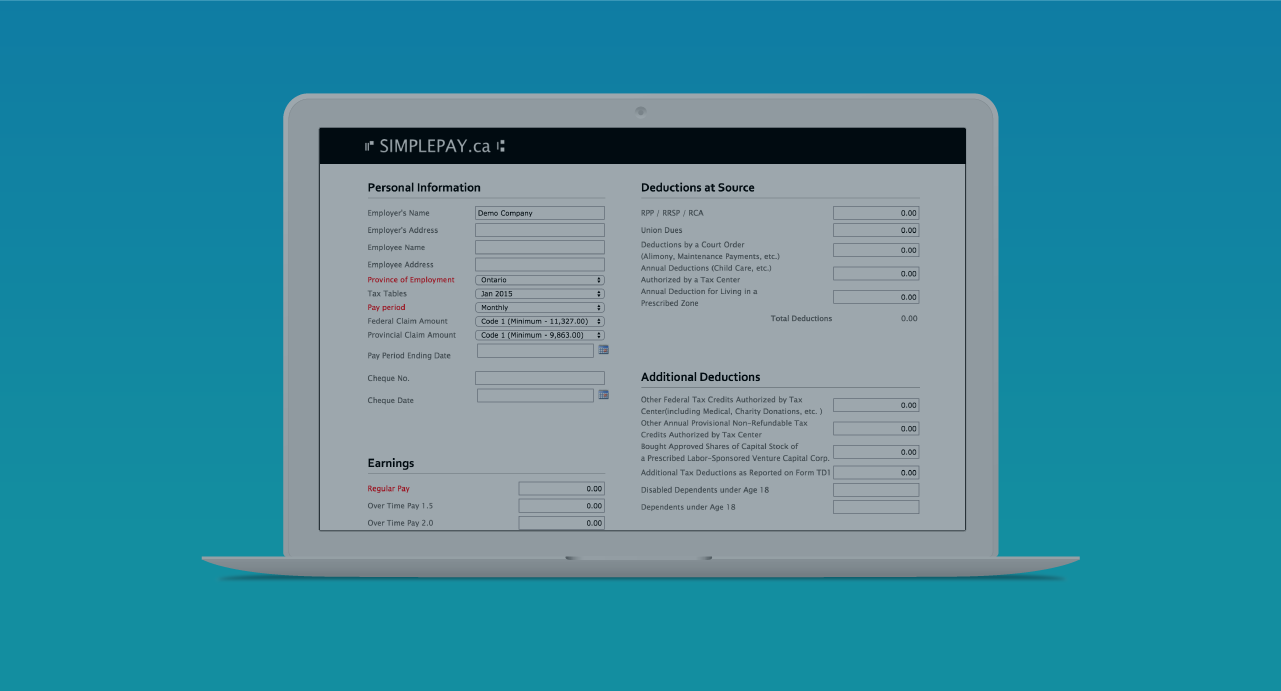 SIMPLEPAY.ca
Personal Information
Employer's Name
Demo Company
Employer's Address
Employee Name
Employee Address
Province of Employment
Ontario
Tax Tables
Jan 2015
Pay period
Monthly
Federal Claim Amount
Code 1 (Minimum - 11,327.00)
Provincial Claim Amount
Code 1 (Minimum - 9,863.00)
Pay Period Ending Date
Cheque No.
Cheque Date
Earnings
Regular Pay
0.00
Over Time Pay 1.5
0.00
Over Time Pay 2.0
0.00
Deductions at Source
RPP / RRSP / RCA
0.00
Union Dues
0.00
Deductions by a Court Order
(Alimony, Maintenance Payments, etc.)
0.00
Annual Deductions (Child Care, etc.)
Authorized by a Tax Center
0.00
Annual Deduction for Living in a
Prescribed Zone
0.00
Total Deductions
0.00
Additional Deductions
Other Federal Tax Credits Authorized by Tax
Center(including Medical, Charity Donations, etc. )
0.00
Other Annual Provisional Non-Refundable Tax
Credits Authorized by Tax Center
0.00
Bought Approved Shares of Capital Stock of
a Prescribed Labor-Sponsored Venture Capital Corp.
0.00
Additional Tax Deductions as Reported on Form TD1
0.00
Disabled Dependents under Age 18
Dependents under Age 18